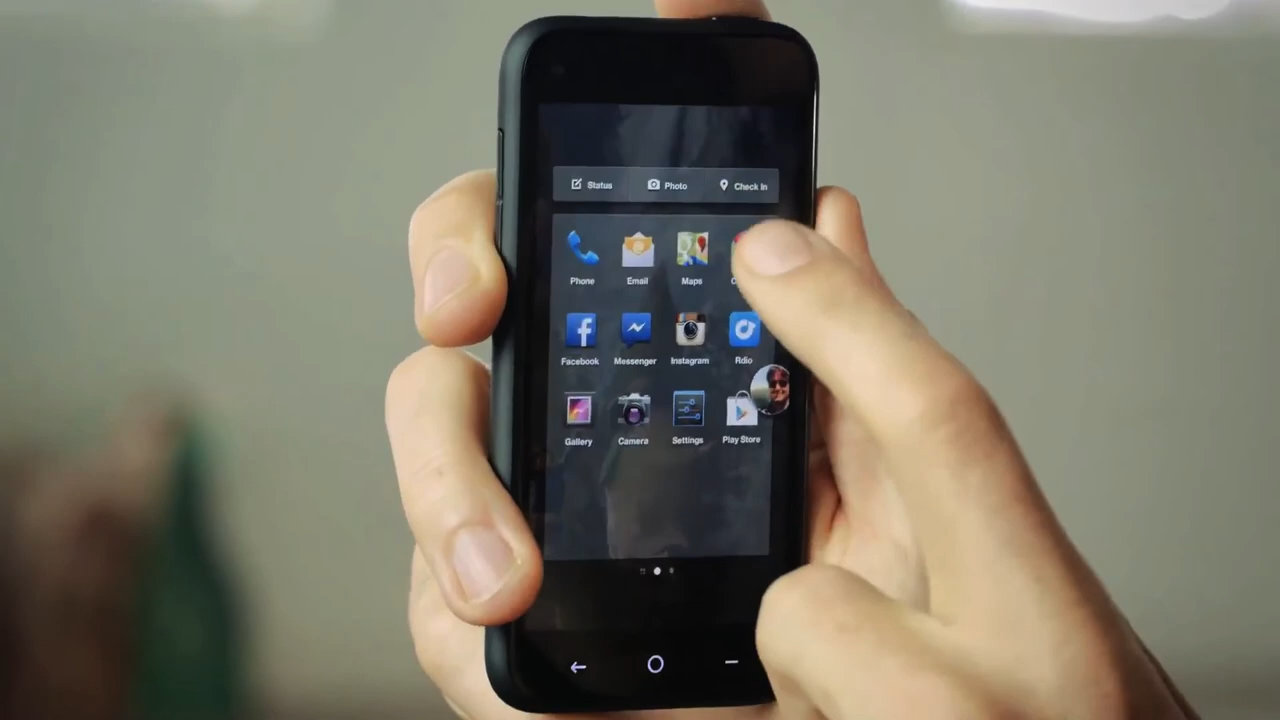 Status Photo Check In
Phone Email Maps
Facebook Messenger Instagram Rdio
Gallery Camera Settings Play Store